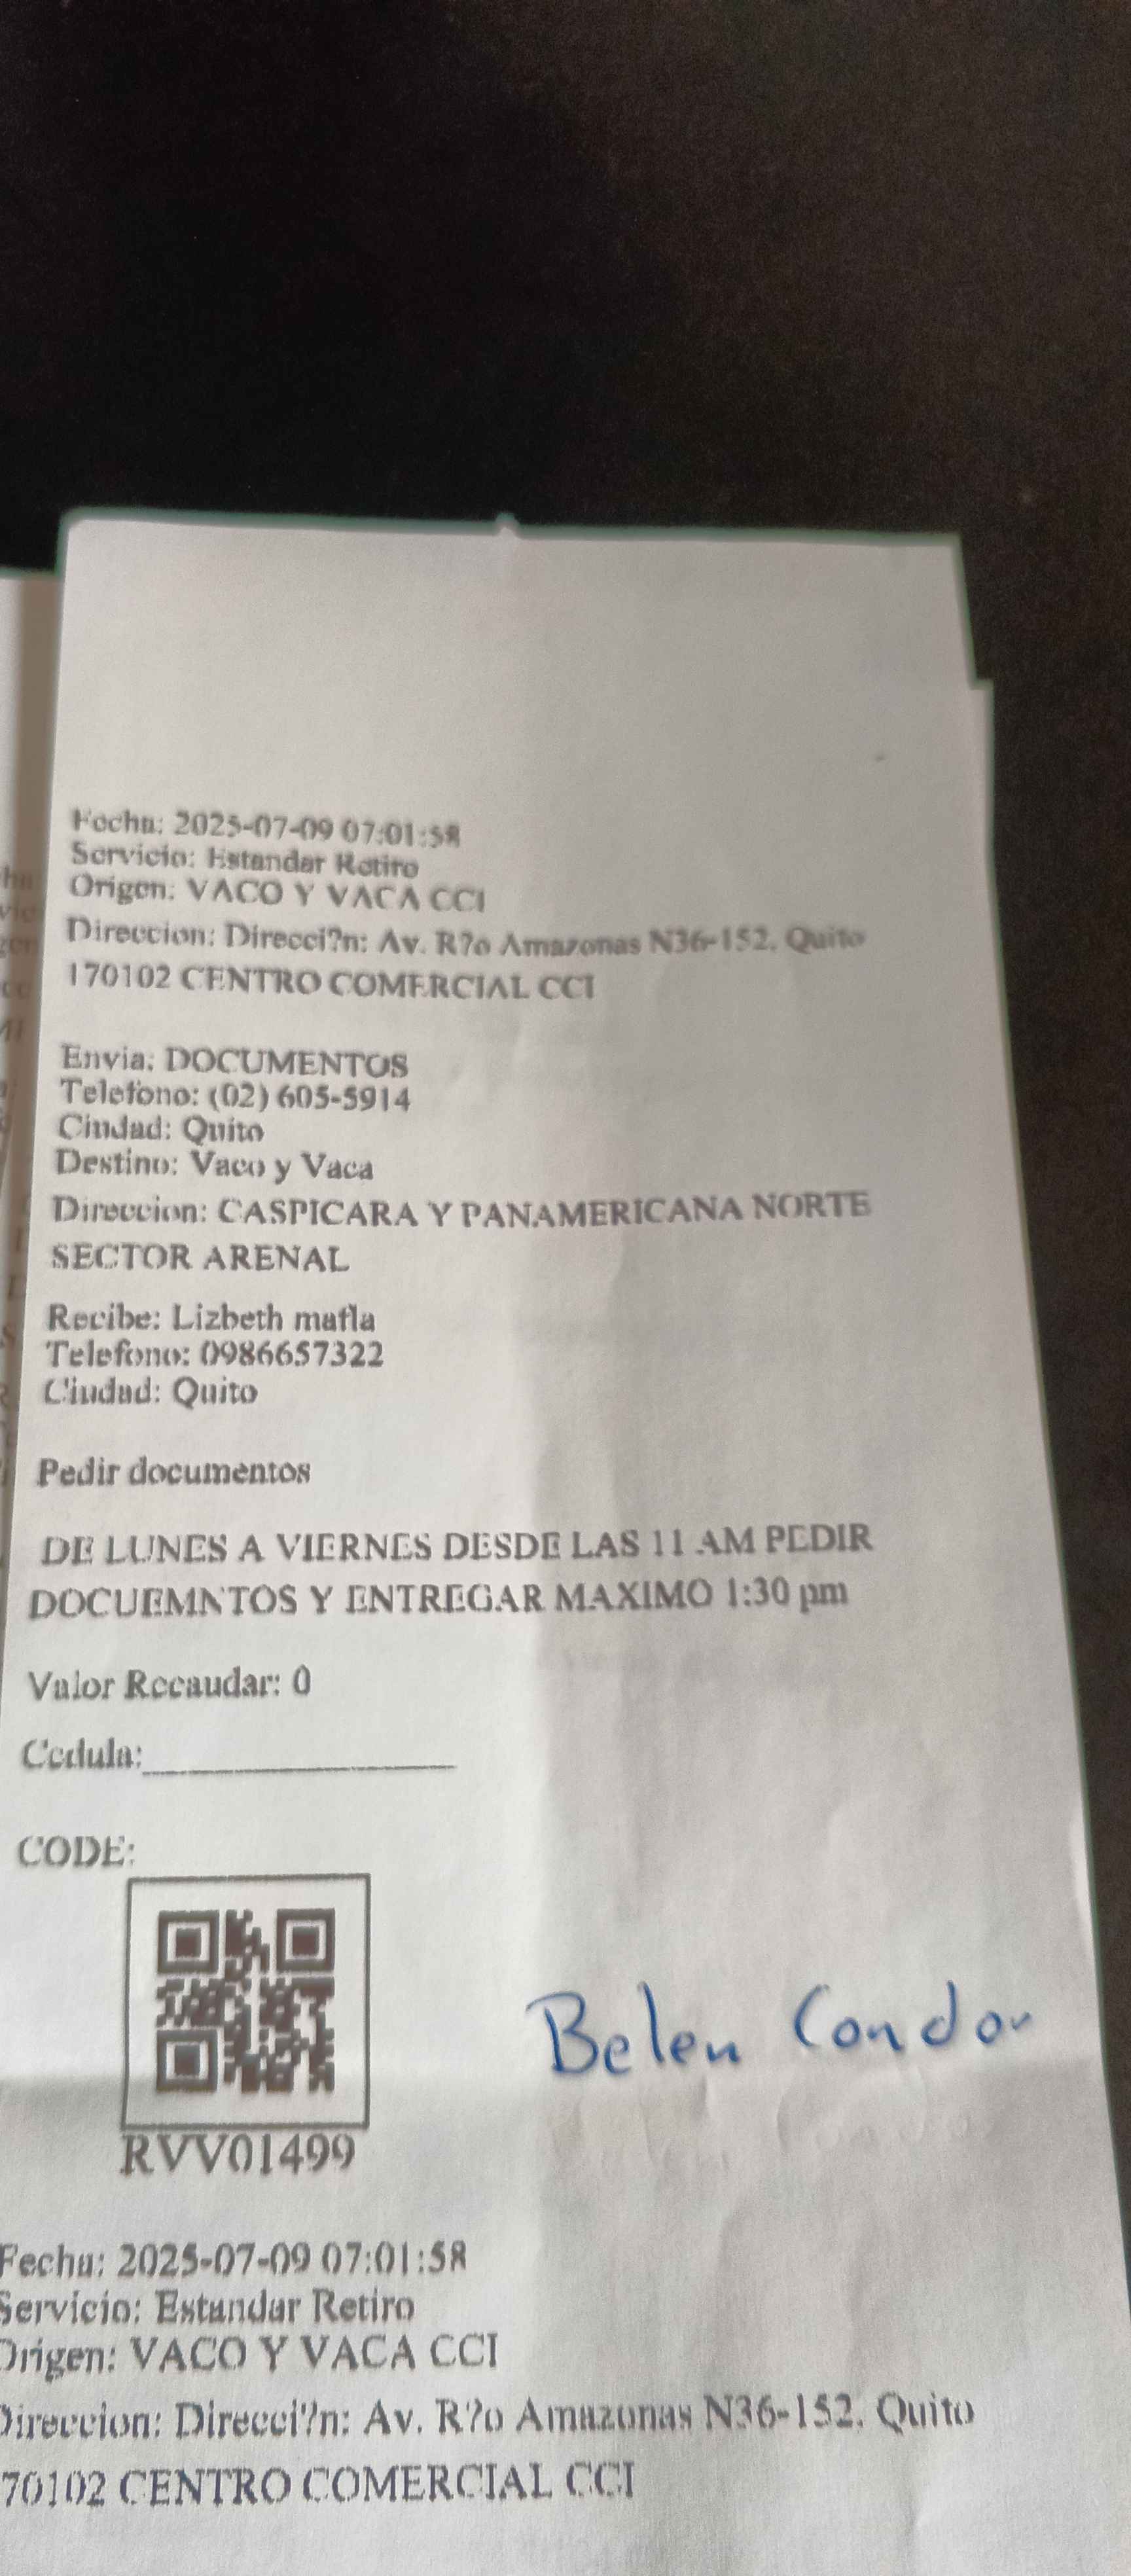 Fecha: 2025-07-09 07:01:58
Servicio: Estandar Retiro
Origen: VACO Y VACA CCI
Direccion: Direcci?n: Av. R?o Amazonas N36-152, Quito
170102 CENTRO COMERCIAL CCI
Envia: DOCUMENTOS
Telefono: (02) 605-5914
Ciudad: Quito
Destino: Vaco y Vaca
Direccion: CASPICARA Y PANAMERICANA NORTE
SECTOR ARENAL
Recibe: Lizbeth mafla
Telefono: 0986657322
Ciudad: Quito
Pedir documentos
DE LUNES A VIERNES DESDE LAS 11 AM PEDIR
DOCUEMNTOS Y ENTREGAR MAXIMO 1:30 pm
Valor Recaudar: 0
Cedula:
CODE:
Belen Condor
RVV01499
Fecha: 2025-07-09 07:01:58
Servicio: Estandar Retiro
Origen: VACO Y VACA CCI
Direccion: Direcci?n: Av. R?o Amazonas N36-152, Quito
70102 CENTRO COMERCIAL CCI